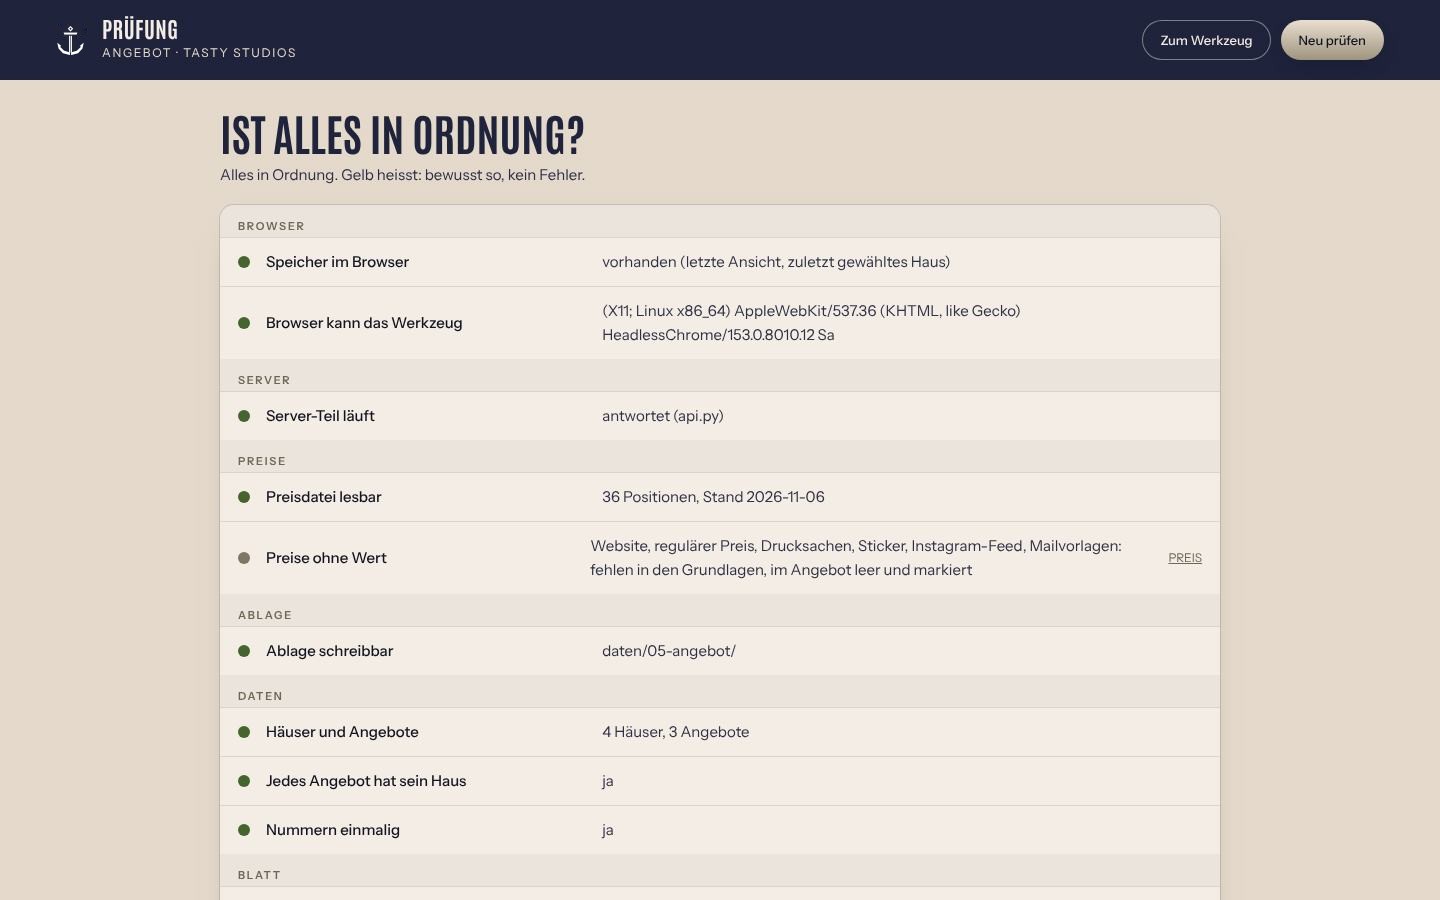 PRÜFUNG
ANGEBOT · TASTY STUDIOS
Zum Werkzeug
Neu prüfen
IST ALLES IN ORDNUNG?
Alles in Ordnung. Gelb heisst: bewusst so, kein Fehler.
BROWSER
Speicher im Browser
vorhanden (letzte Ansicht, zuletzt gewähltes Haus)
Browser kann das Werkzeug
(X11; Linux x86_64) AppleWebKit/537.36 (KHTML, like Gecko)
HeadlessChrome/153.0.8010.12 Sa
SERVER
Server-Teil läuft
antwortet (api.py)
PREISE
Preisdatei lesbar
36 Positionen, Stand 2026-11-06
Preise ohne Wert
Website, regulärer Preis, Drucksachen, Sticker, Instagram-Feed, Mailvorlagen:
fehlen in den Grundlagen, im Angebot leer und markiert
PREIS
ABLAGE
Ablage schreibbar
daten/05-angebot/
DATEN
Häuser und Angebote
4 Häuser, 3 Angebote
Jedes Angebot hat sein Haus
ja
Nummern einmalig
ja
BLATT